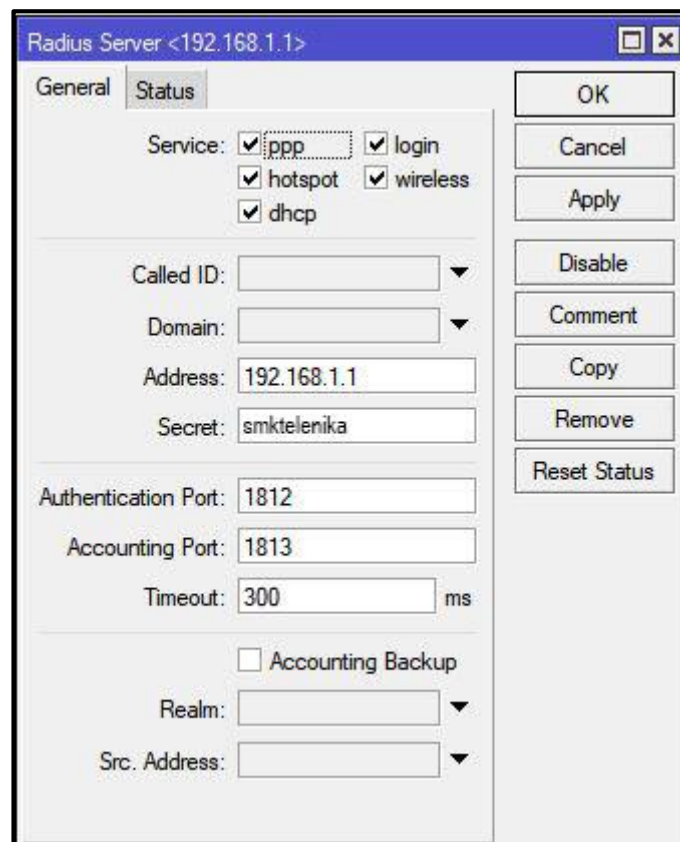 Radius Server <192.168.1.1>
General Status
OK
Service: ppp login
Cancel
hotspot wireless
Apply
dhcp
Called ID:
Disable
Domain:
Comment
Address: 192.168.1.1
Copy
Secret: smktelenika
Remove
Reset Status
Authentication Port: 1812
Accounting Port: 1813
Timeout: 300 ms
Accounting Backup
Realm:
Src. Address: